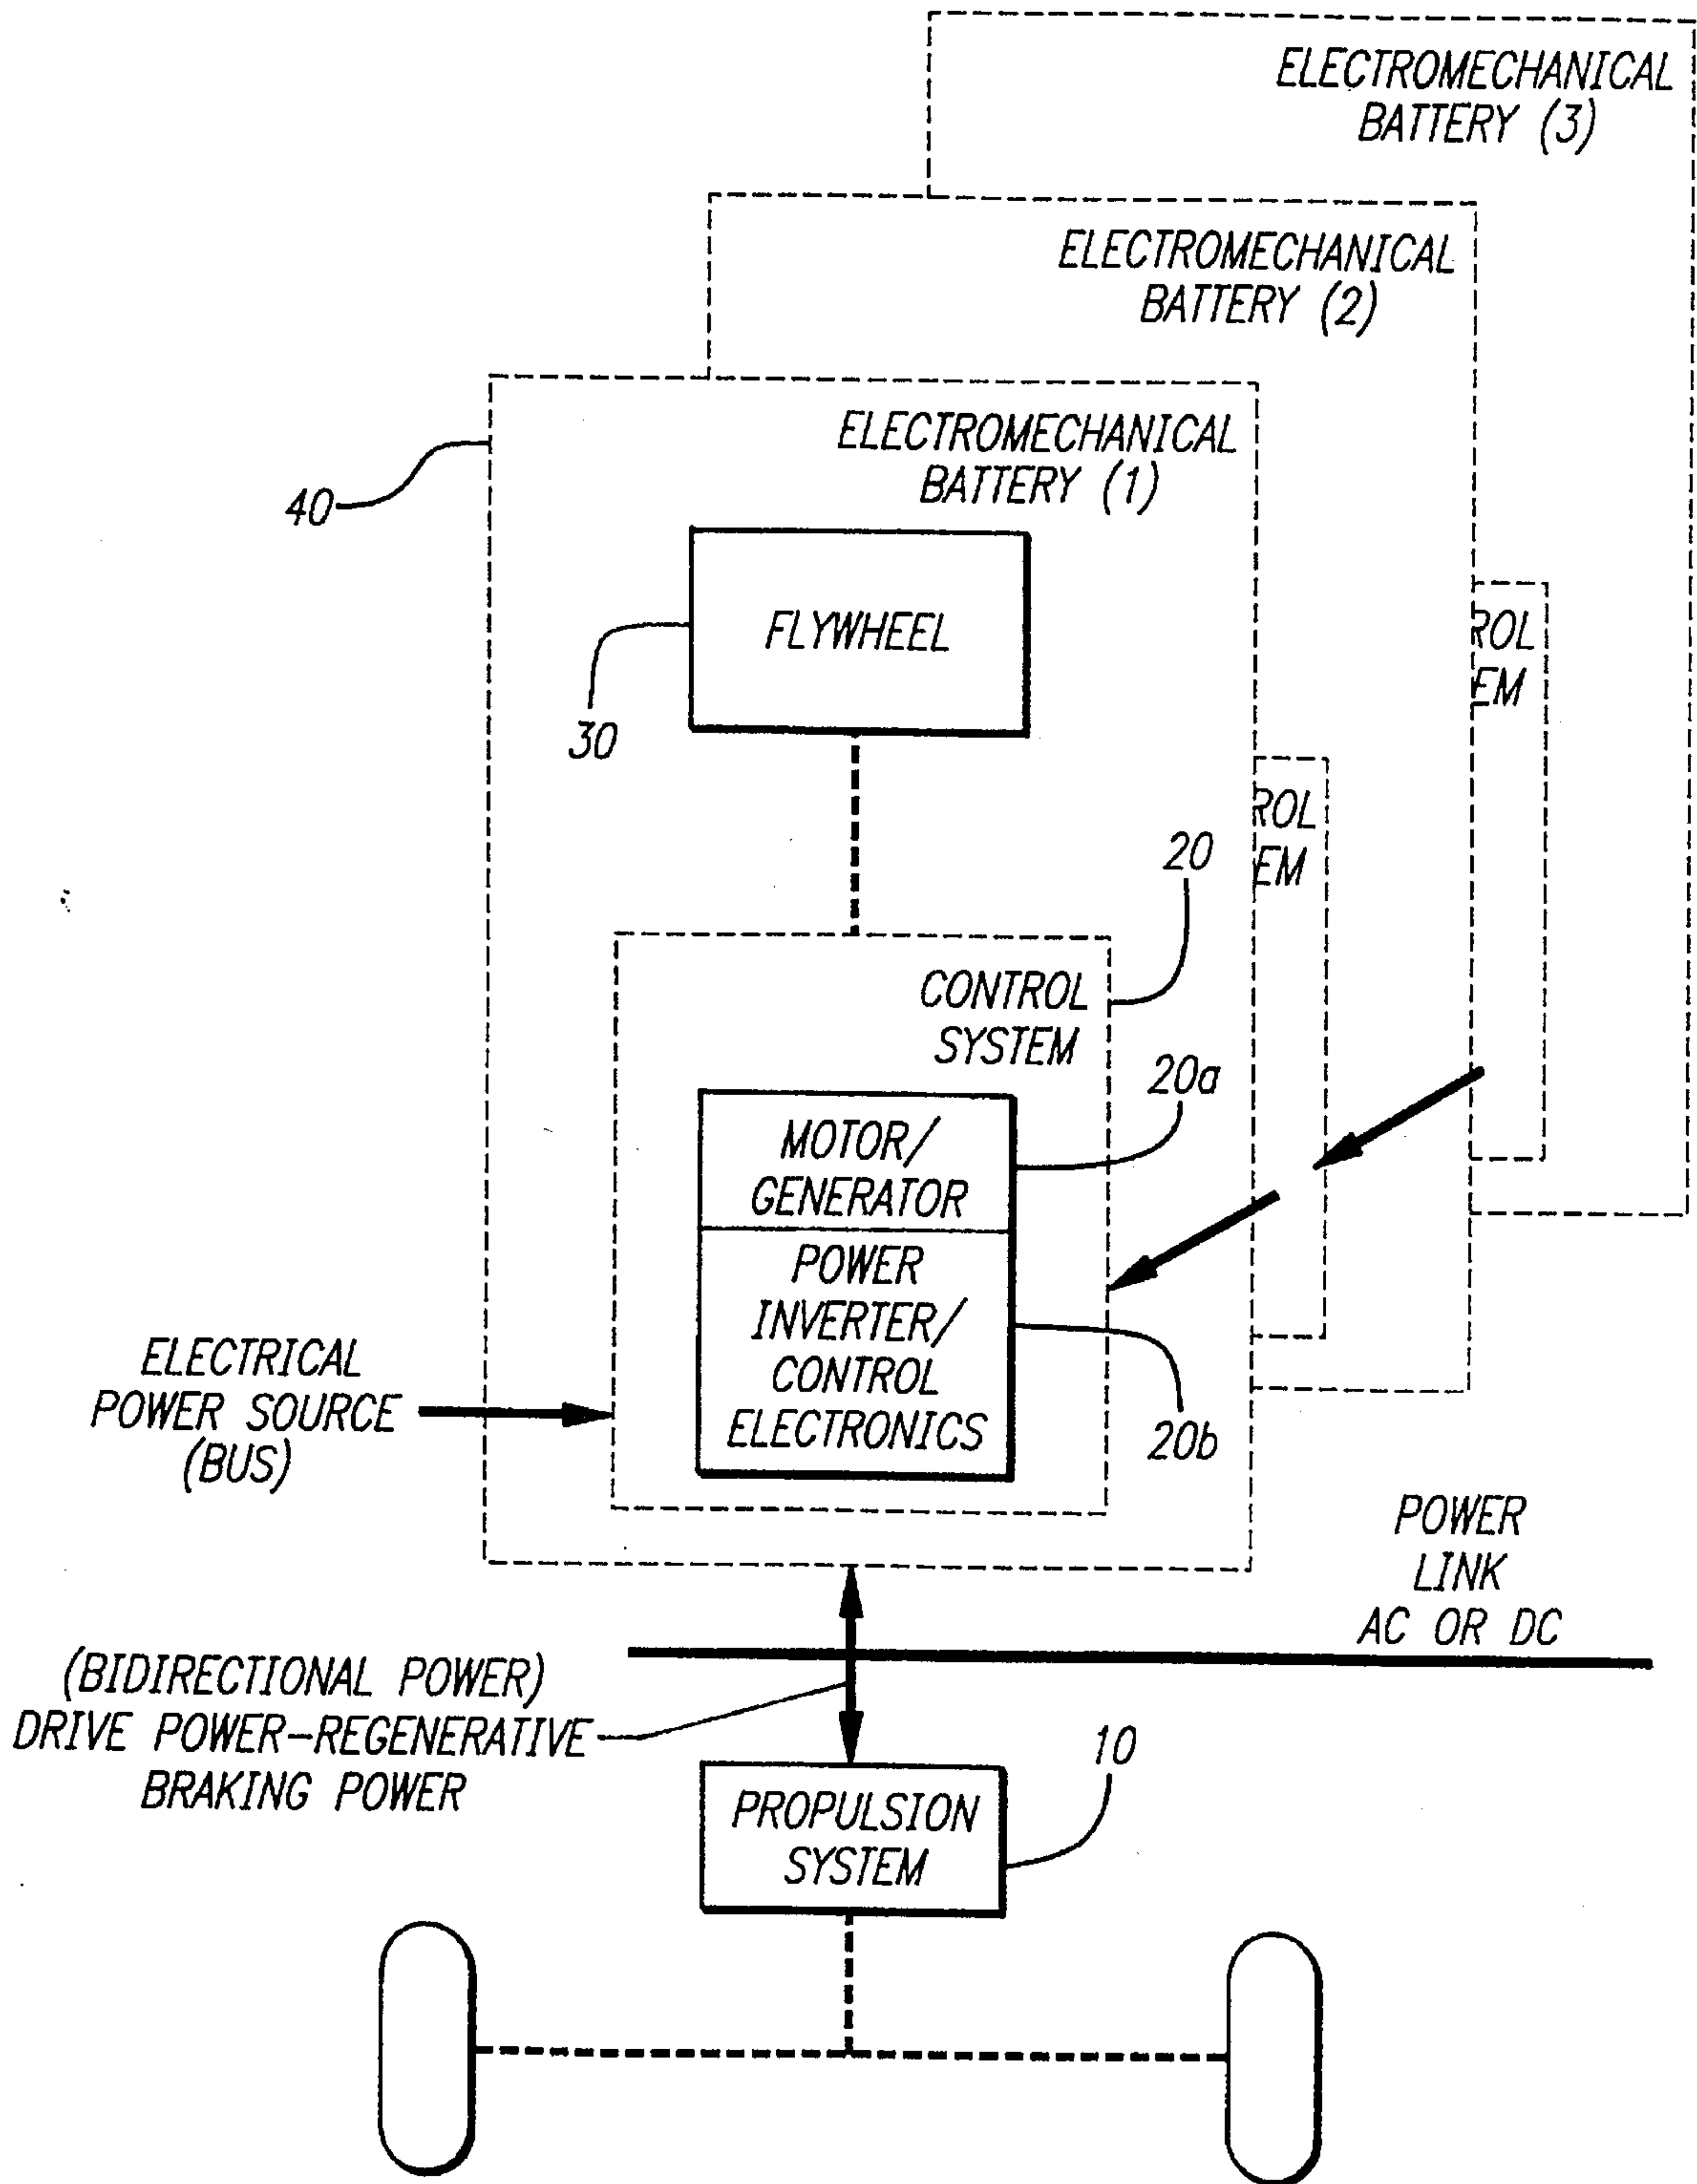 ELECTROMECHANICAL
BATTERY (3)
ELECTROMECHANICAL
BATTERY (2)
ELECTROMECHANICAL
BATTERY (1)
40
FLYWHEEL
30
ROL
EM
ROL
EM
20
CONTROL
SYSTEM
20a
MOTOR/
GENERATOR
POWER
INVERTER/
CONTROL
ELECTRONICS
20b
ELECTRICAL
POWER SOURCE
(BUS)
POWER
LINK
AC OR DC
(BIDIRECTIONAL POWER)
DRIVE POWER-REGENERATIVE
BRAKING POWER
10
PROPULSION
SYSTEM